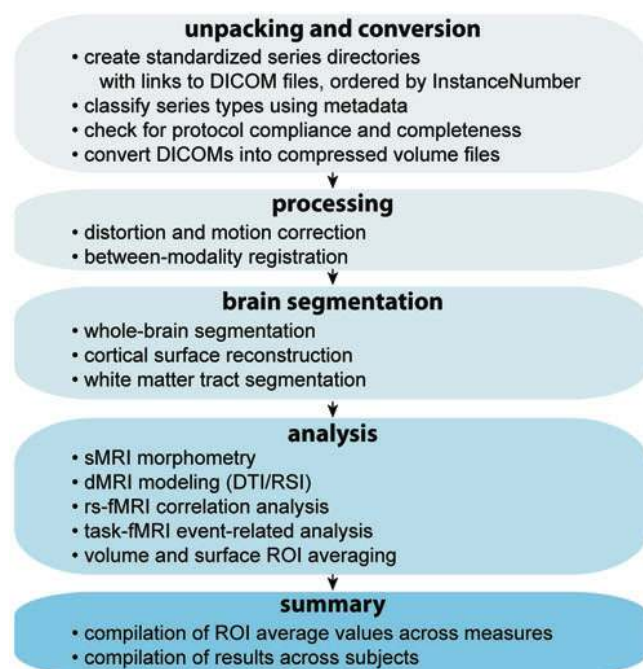 unpacking and conversion
• create standardized series directories
with links to DICOM files, ordered by InstanceNumber
• classify series types using metadata
• check for protocol compliance and completeness
• convert DICOMs into compressed volume files
processing
• distortion and motion correction
• between-modality registration
brain segmentation
• whole-brain segmentation
• cortical surface reconstruction
• white matter tract segmentation
analysis
• sMRI morphometry
• dMRI modeling (DTI/RSI)
• rs-fMRI correlation analysis
• task-fMRI event-related analysis
• volume and surface ROI averaging
summary
• compilation of ROI average values across measures
• compilation of results across subjects